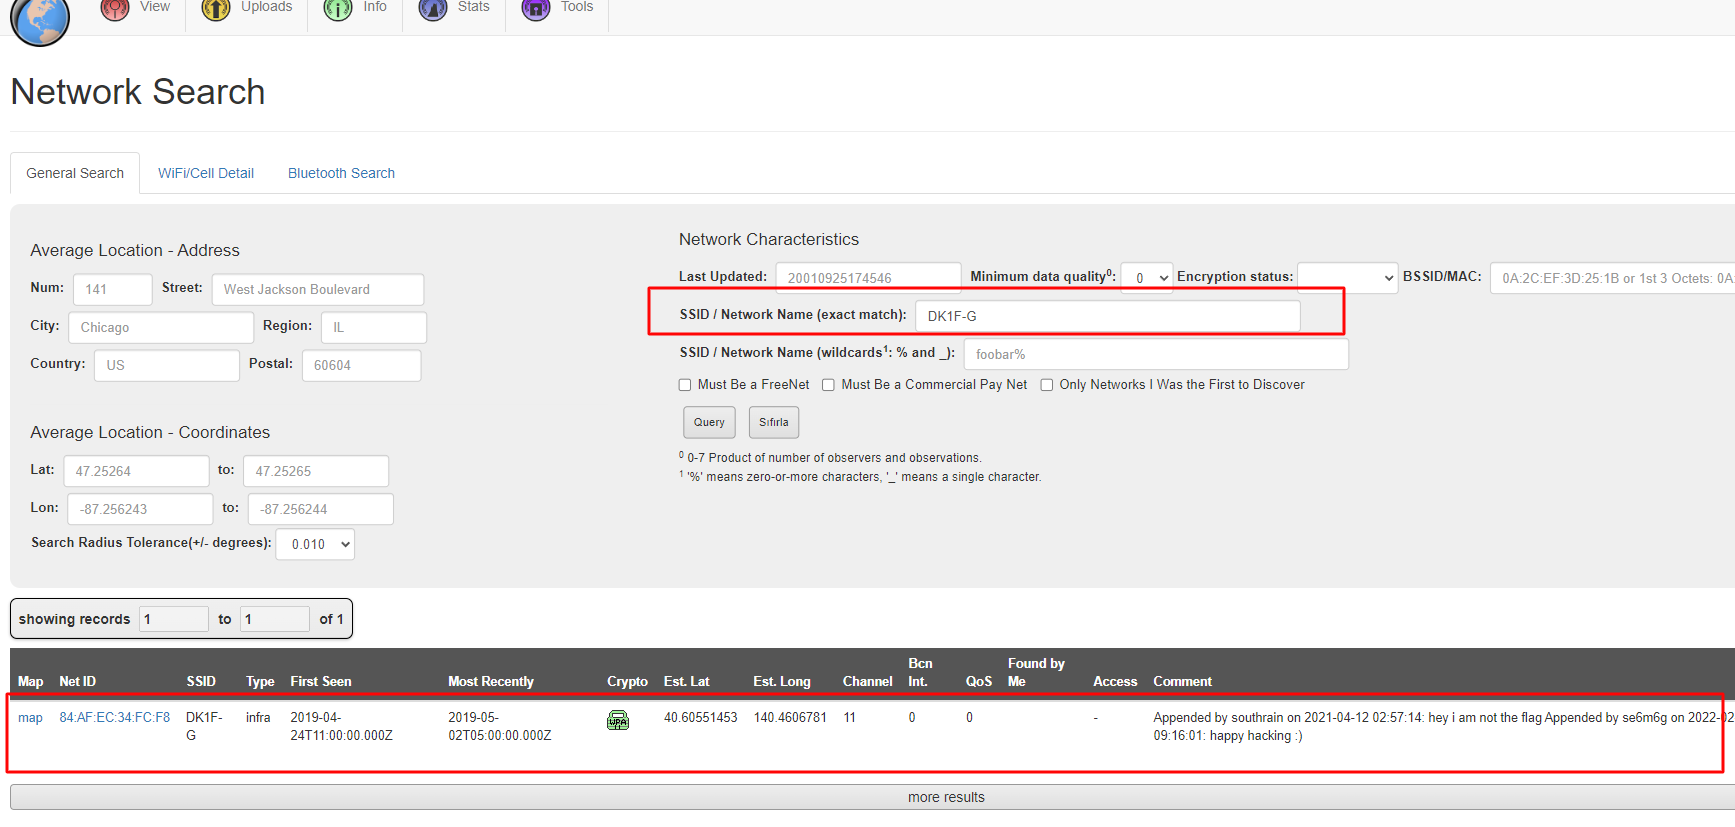 View Uploads Info Stats Tools
Network Search
General Search WiFi/Cell Detail Bluetooth Search
Average Location - Address
Num: 141 Street: West Jackson Boulevard
City: Chicago Region: IL
Country: US Postal: 60604
Average Location - Coordinates
Lat: 47.25264 to: 47.25265
Lon: -87.256243 to: -87.256244
Search Radius Tolerance(+/- degrees): 0.010
Network Characteristics
Last Updated: 20010925174546 Minimum data quality0: 0 Encryption status: BSSID/MAC: 0A:2C:EF:3D:25:1B or 1st 3 Octets: 0A:
SSID / Network Name (exact match): DK1F-G
SSID / Network Name (wildcards1: % and _): foobar%
Must Be a FreeNet Must Be a Commercial Pay Net Only Networks I Was the First to Discover
Query Sıfırla
0 0-7 Product of number of observers and observations.
1 '%' means zero-or-more characters, '_' means a single character.
showing records 1 to 1 of 1
Map Net ID SSID Type First Seen Most Recently Crypto Est. Lat Est. Long Channel Bcn Int. QoS Found by Me Access Comment
map 84:AF:EC:34:FC:F8 DK1F- infra 2019-04- 2019-05- WPA 40.60551453 140.4606781 11 0 0 - Appended by southrain on 2021-04-12 02:57:14: hey i am not the flag Appended by se6m6g on 2022-02
G 24T11:00:00.000Z 02T05:00:00.000Z 09:16:01: happy hacking :)
more results